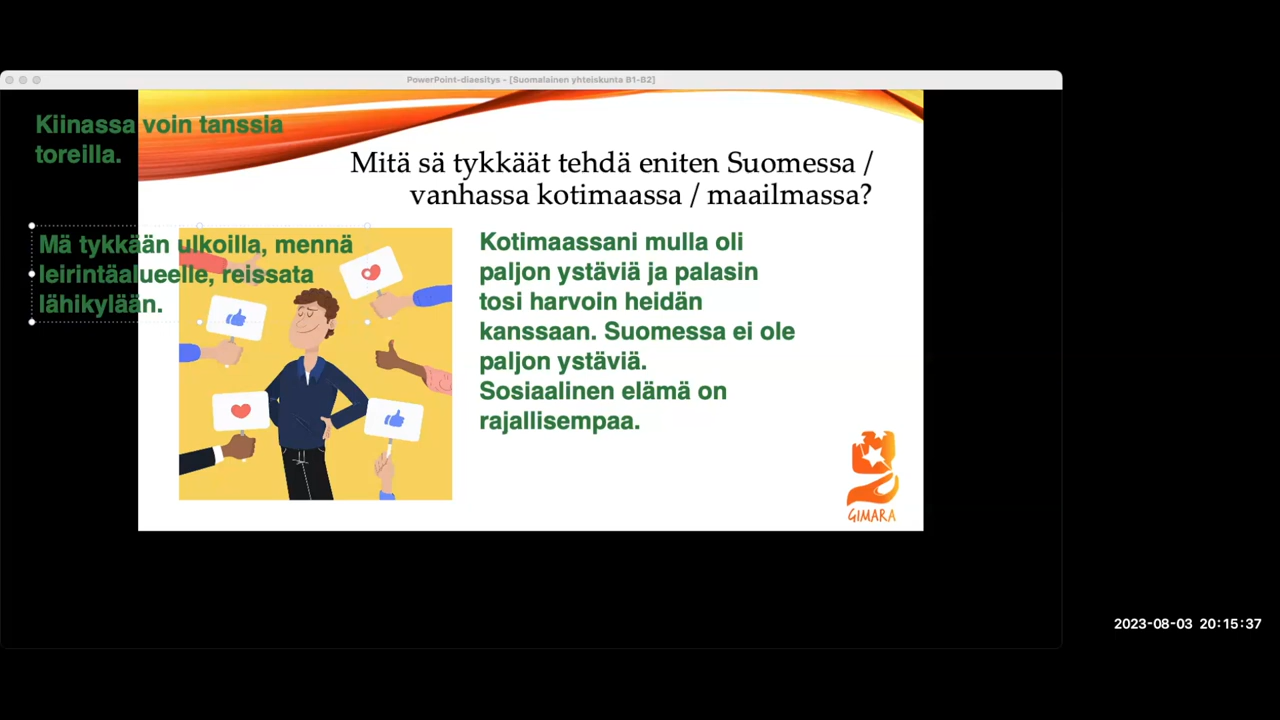 PowerPoint-diaesitys - [Suomalainen yhteiskunta B1-B2]
Kiinassa voin tanssia
toreilla.
Mitä sä tykkäät tehdä eniten Suomessa /
vanhassa kotimaassa / maailmassa?
Mä tykkään ulkoilla, mennä
leirintäalueelle, reissata
lähikylään.
Kotimaassani mulla oli
paljon ystäviä ja palasin
tosi harvoin heidän
kanssaan. Suomessa ei ole
paljon ystäviä.
Sosiaalinen elämä on
rajallisempaa.
GIMARA
2023-08-03 20:15:37